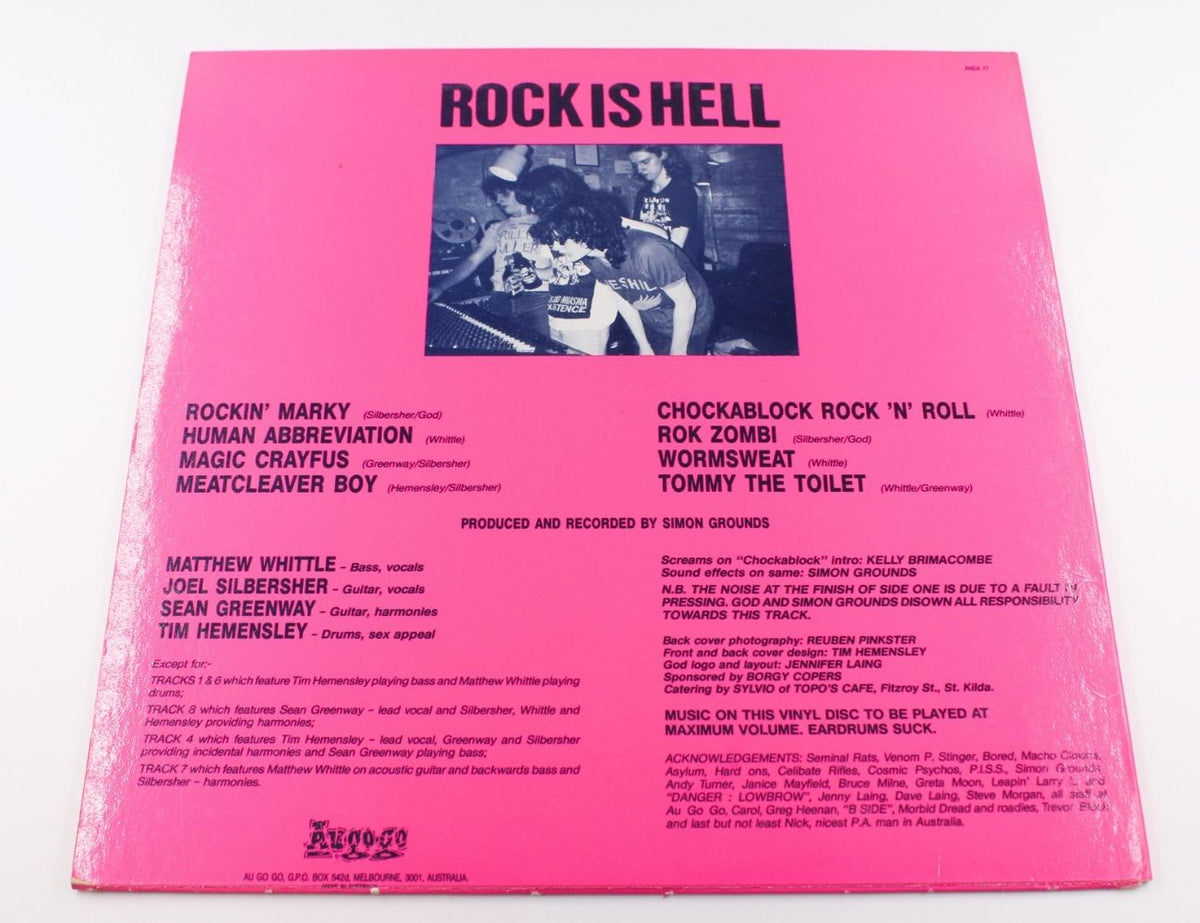 ANDA 77
ROCK IS HELL
ROCKIN' MARKY (Silbersher/God)
HUMAN ABBREVIATION (Whittle)
MAGIC CRAYFUS (Greenway/Silbersher)
MEATCLEAVER BOY (Hemensley/Silbersher)
CHOCKABLOCK ROCK 'N' ROLL (Whittle)
ROK ZOMBI (Silbersher/God)
WORMSWEAT (Whittle)
TOMMY THE TOILET (Whittle/Greenway)
PRODUCED AND RECORDED BY SIMON GROUNDS
MATTHEW WHITTLE – Bass, vocals
JOEL SILBERSHER – Guitar, vocals
SEAN GREENWAY – Guitar, harmonies
TIM HEMENSLEY – Drums, sex appeal
Except for:-
TRACKS 1 & 6 which feature Tim Hemensley playing bass and Matthew Whittle playing
drums;
TRACK 8 which features Sean Greenway – lead vocal and Silbersher, Whittle and
Hemensley providing harmonies;
TRACK 4 which features Tim Hemensley – lead vocal, Greenway and Silbersher
providing incidental harmonies and Sean Greenway playing bass;
TRACK 7 which features Matthew Whittle on acoustic guitar and backwards bass and
Silbersher – harmonies.
Au go·go
AU GO GO, G.P.O. BOX 542d, MELBOURNE, 3001, AUSTRALIA.
MADE IN AUSTRALIA
Screams on "Chockablock" intro: KELLY BRIMACOMBE
Sound effects on same: SIMON GROUNDS
N.B. THE NOISE AT THE FINISH OF SIDE ONE IS DUE TO A FAULT IN
PRESSING. GOD AND SIMON GROUNDS DISOWN ALL RESPONSIBILITY
TOWARDS THIS TRACK.
Back cover photography: REUBEN PINKSTER
Front and back cover design: TIM HEMENSLEY
God logo and layout: JENNIFER LAING
Sponsored by BORGY COPERS
Catering by SYLVIO of TOPO'S CAFE, Fitzroy St., St. Kilda.
MUSIC ON THIS VINYL DISC TO BE PLAYED AT
MAXIMUM VOLUME. EARDRUMS SUCK.
ACKNOWLEDGEMENTS: Seminal Rats, Venom P. Stinger, Bored, Macho Clowns,
Asylum, Hard ons, Celibate Rifles, Cosmic Psychos, P.I.S.S., Simon Grounds,
Andy Turner, Janice Mayfield, Bruce Milne, Greta Moon, Leapin' Larry L. and
"DANGER : LOWBROW", Jenny Laing, Dave Laing, Steve Morgan, all staff at
Au Go Go, Carol, Greg Heenan, "B SIDE", Morbid Dread and roadies, Trevor Block
and last but not least Nick, nicest P.A. man in Australia.